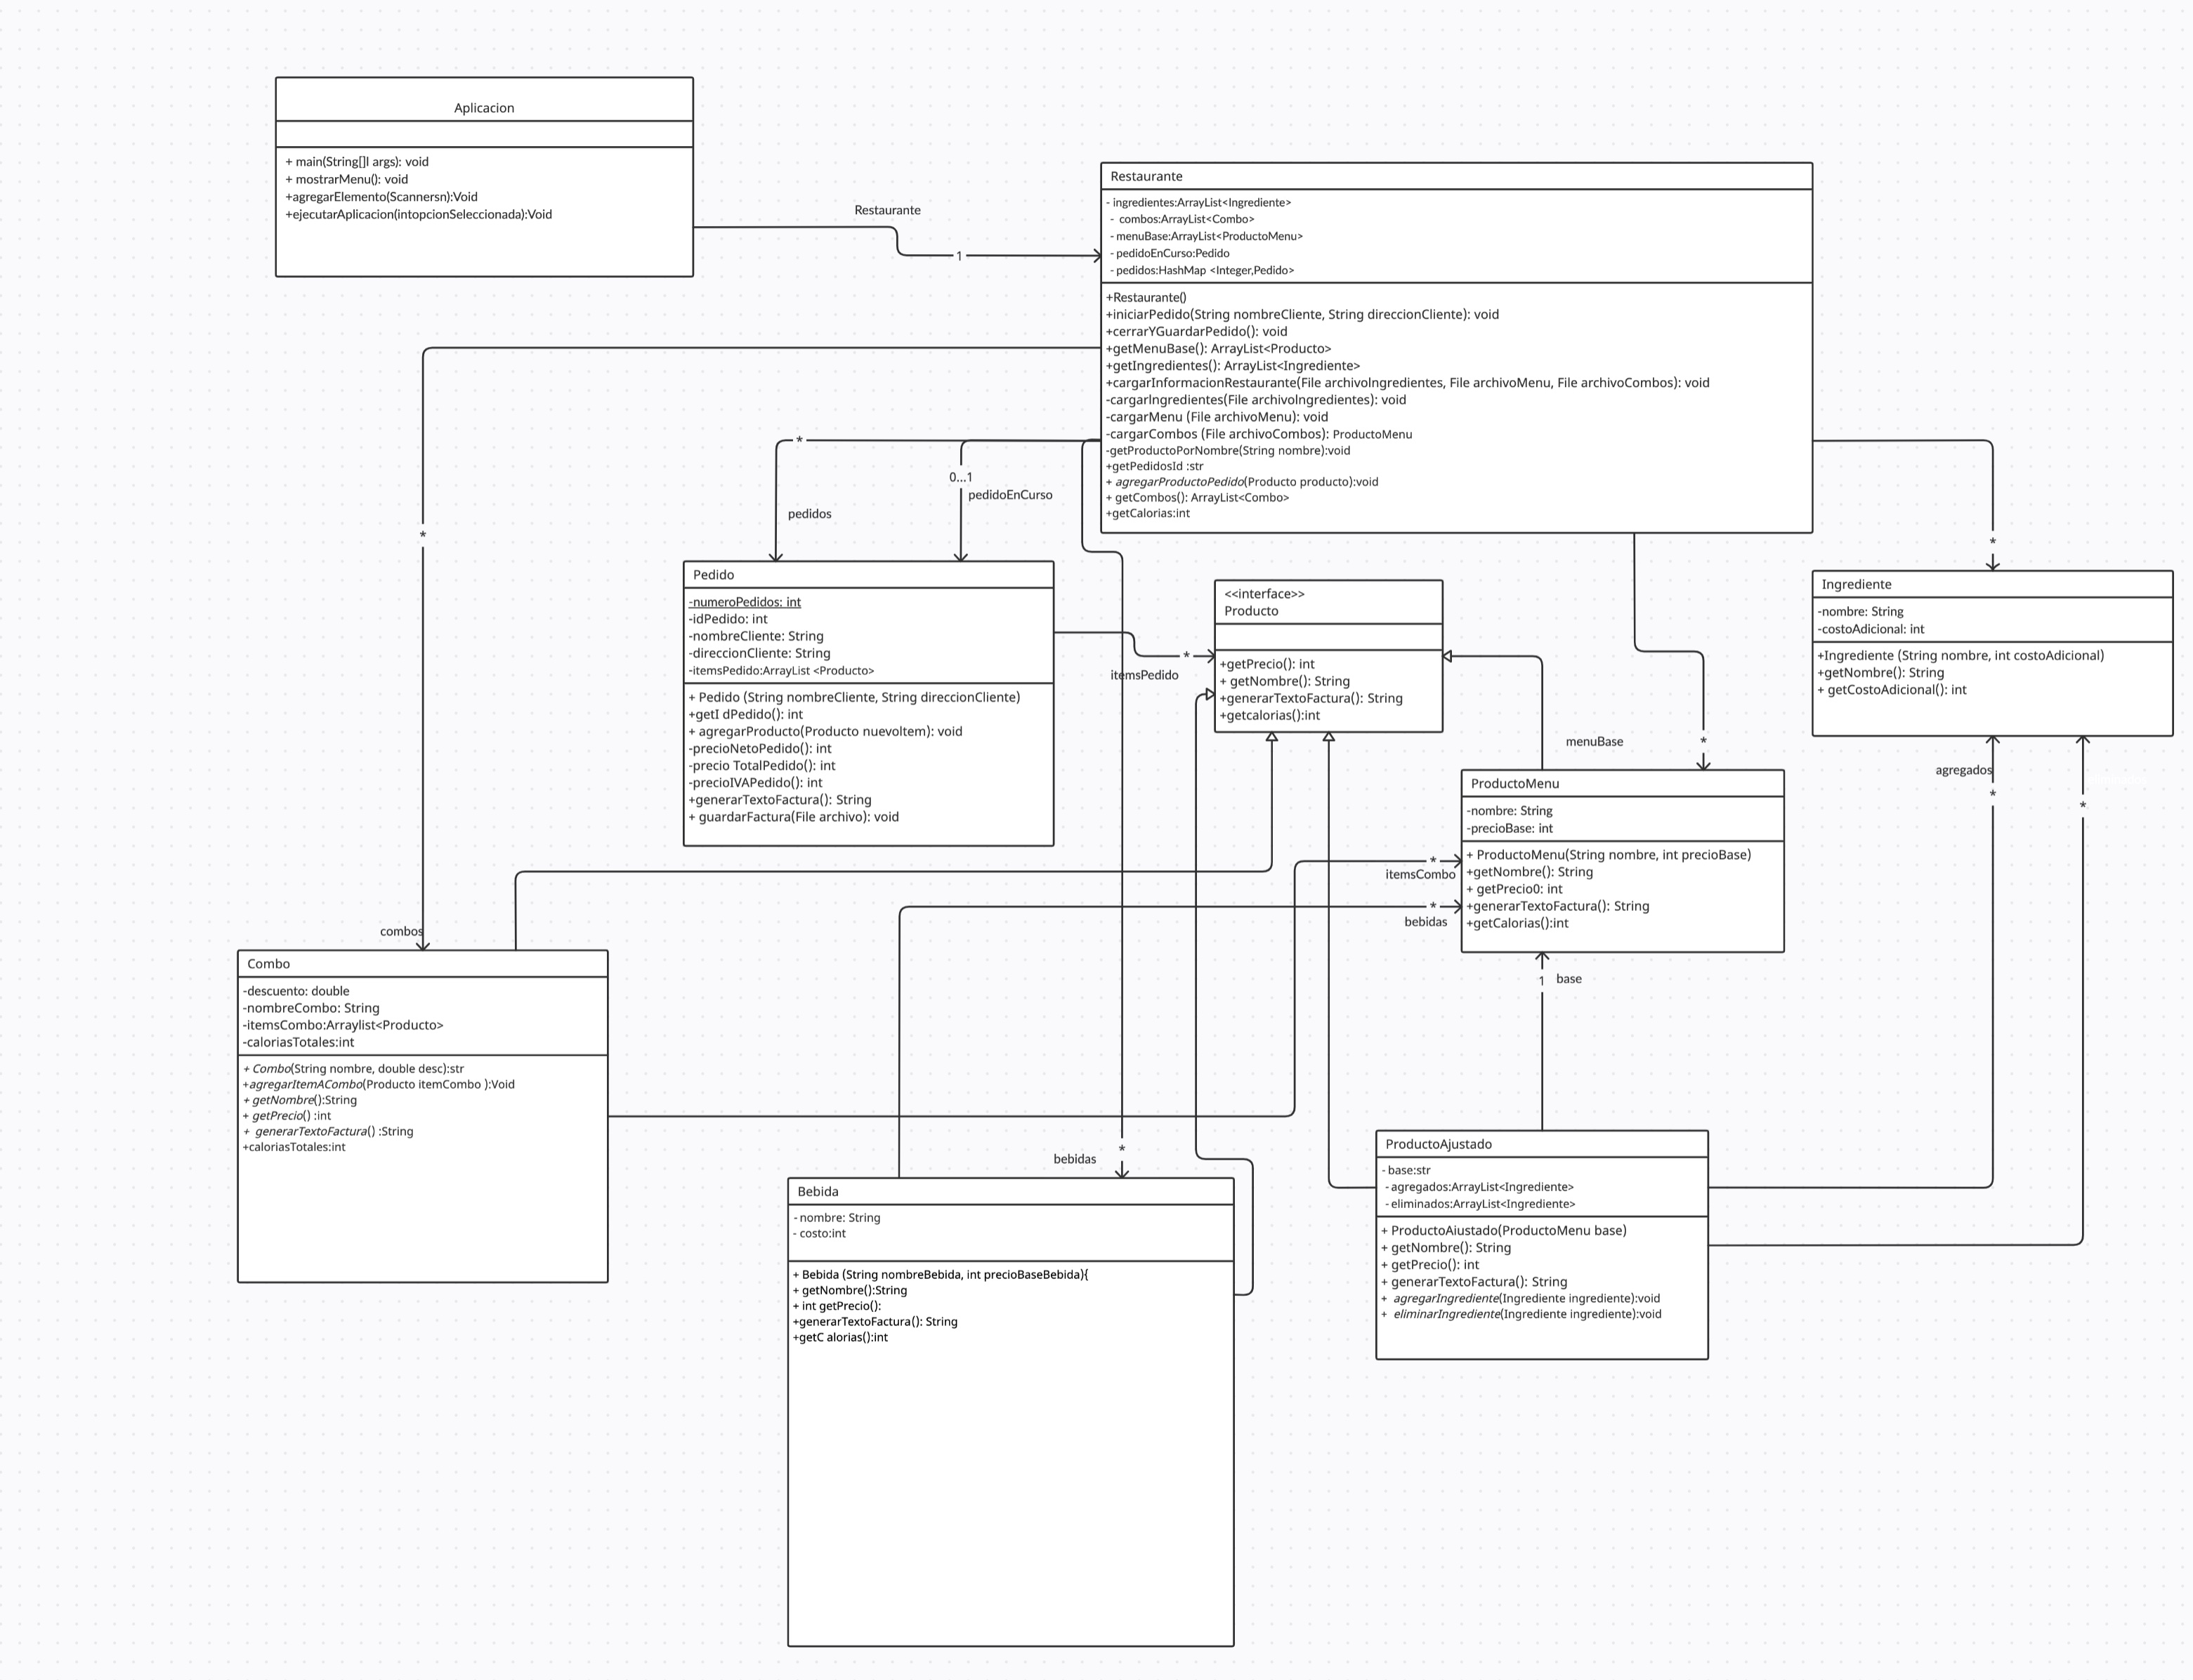 Aplicacion
+ main(String[]l args): void
+ mostrarMenu(): void
+agregarElemento(Scannersn):Void
+ejecutarAplicacion(intopcionSeleccionada):Void
Restaurante
1
Restaurante
- ingredientes:ArrayList<Ingrediente>
- combos:ArrayList<Combo>
- menuBase:ArrayList<ProductoMenu>
- pedidoEnCurso:Pedido
- pedidos:HashMap <Integer,Pedido>
+Restaurante()
+iniciarPedido(String nombreCliente, String direccionCliente): void
+cerrarYGuardarPedido(): void
+getMenuBase(): ArrayList<Producto>
+getIngredientes(): ArrayList<Ingrediente>
+cargarInformacionRestaurante(File archivoIngredientes, File archivoMenu, File archivoCombos): void
-cargarIngredientes(File archivoIngredientes): void
-cargarMenu (File archivoMenu): void
-cargarCombos (File archivoCombos): ProductoMenu
-getProductoPorNombre(String nombre):void
+getPedidosId :str
+ agregarProductoPedido(Producto producto):void
+ getCombos(): ArrayList<Combo>
+getCalorias:int
*
0...1
pedidoEnCurso
pedidos
*
*
Pedido
-numeroPedidos: int
-idPedido: int
-nombreCliente: String
-direccionCliente: String
-itemsPedido:ArrayList <Producto>
+ Pedido (String nombreCliente, String direccionCliente)
+getI dPedido(): int
+ agregarProducto(Producto nuevoItem): void
-precioNetoPedido(): int
-precio TotalPedido(): int
-precioIVAPedido(): int
+generarTextoFactura(): String
+ guardarFactura(File archivo): void
*
itemsPedido
<<interface>>
Producto
+getPrecio(): int
+ getNombre(): String
+generarTextoFactura(): String
+getcalorias():int
Ingrediente
-nombre: String
-costoAdicional: int
+Ingrediente (String nombre, int costoAdicional)
+getNombre(): String
+ getCostoAdicional(): int
menuBase
*
agregados
*
*
ProductoMenu
-nombre: String
-precioBase: int
+ ProductoMenu(String nombre, int precioBase)
+getNombre(): String
+ getPrecio0: int
+generarTextoFactura(): String
+getCalorias():int
*
itemsCombo
*
bebidas
1
base
combos
Combo
-descuento: double
-nombreCombo: String
-itemsCombo:Arraylist<Producto>
-caloriasTotales:int
+ Combo(String nombre, double desc):str
+agregarItemACombo(Producto itemCombo ):Void
+ getNombre():String
+ getPrecio() :int
+ generarTextoFactura() :String
+caloriasTotales:int
*
bebidas
Bebida
- nombre: String
- costo:int
+ Bebida (String nombreBebida, int precioBaseBebida){
+ getNombre():String
+ int getPrecio():
+generarTextoFactura(): String
+getC alorias():int
ProductoAjustado
- base:str
- agregados:ArrayList<Ingrediente>
- eliminados:ArrayList<Ingrediente>
+ ProductoAiustado(ProductoMenu base)
+ getNombre(): String
+ getPrecio(): int
+ generarTextoFactura(): String
+ agregarIngrediente(Ingrediente ingrediente):void
+ eliminarIngrediente(Ingrediente ingrediente):void